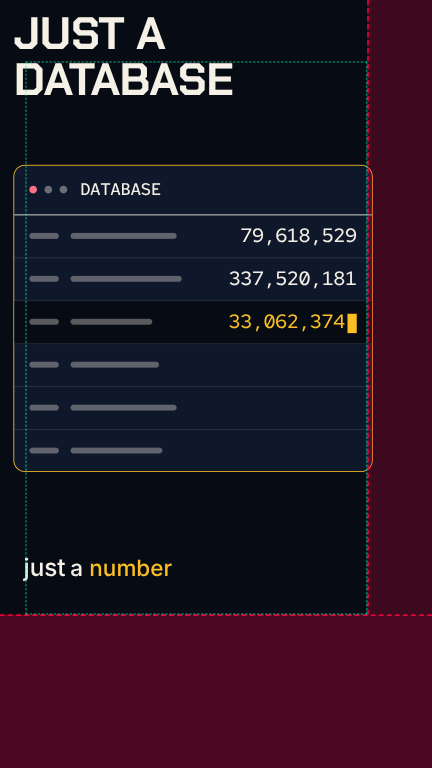 JUST A
DATABASE
DATABASE
79,618,529
337,520,181
33,062,374
just a number